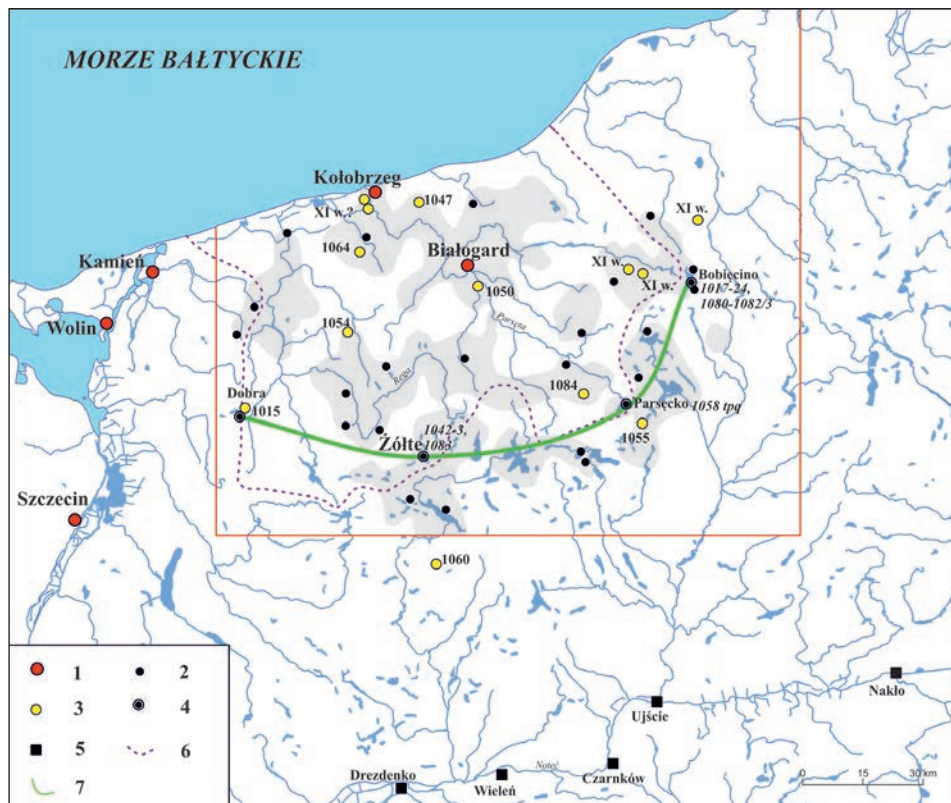 MORZE BAŁTYCKIE
Kołobrzeg
1047
XI w.?
XI w.
1064
Białogard
Kamień
XI w.
Bobięcino
XI w.
1017-24,
1050
1080-1082/3
Wolin
Parsęta
1054
Rega
Dobra
1084
1015
Parsęcko
1058 tpq
1042-3,
Żółte
1083
1055
Szczecin
1060
1
2
3
4
5
6
7
Nakło
Ujście
Noteć
Czarnków
Drezdenko
Wieleń
0 15 30 km